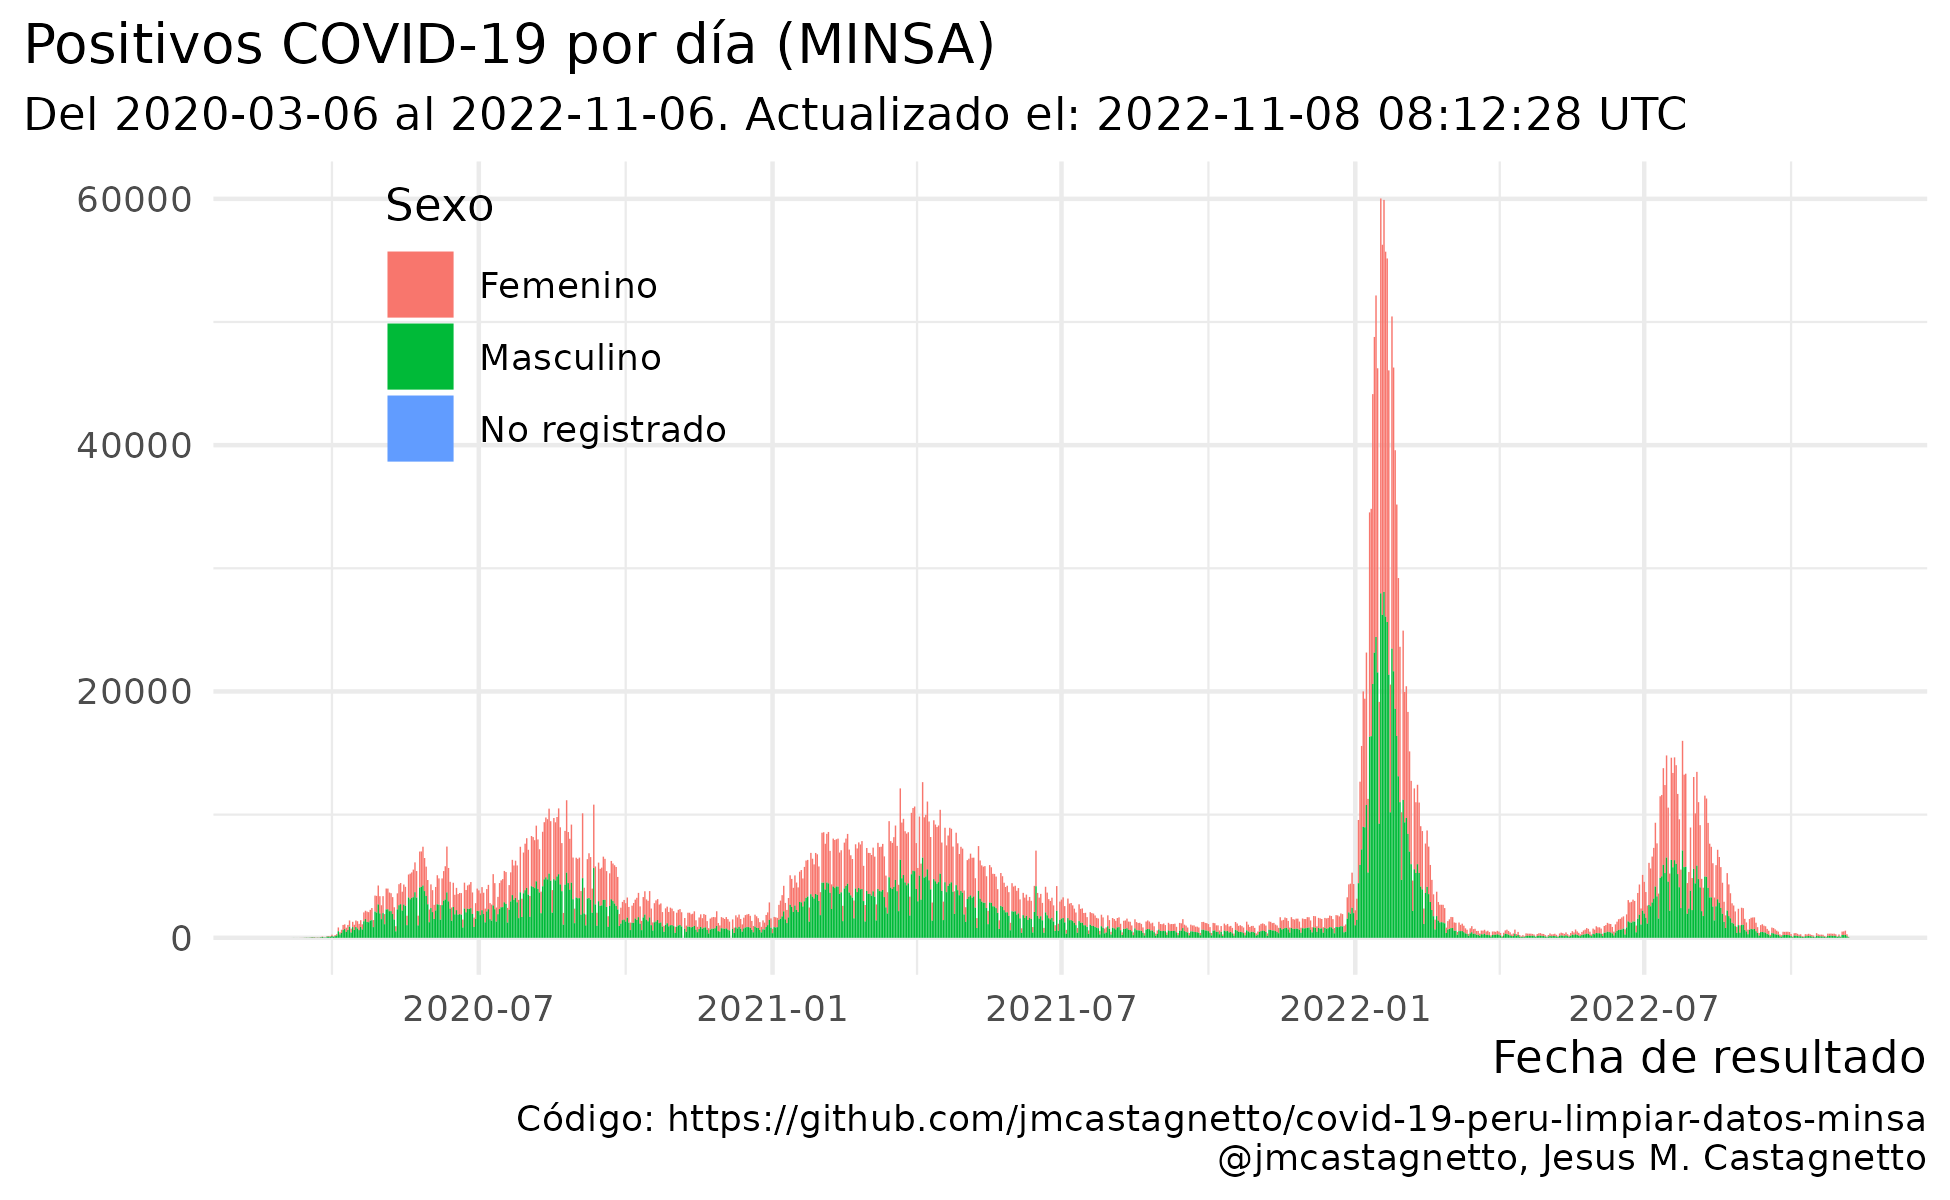 Positivos COVID-19 por día (MINSA)
Del 2020-03-06 al 2022-11-06. Actualizado el: 2022-11-08 08:12:28 UTC
60000
40000
20000
0
Sexo
Femenino
Masculino
No registrado
2020-07
2021-01
2021-07
2022-01
2022-07
Fecha de resultado
Código: https://github.com/jmcastagnetto/covid-19-peru-limpiar-datos-minsa
@jmcastagnetto, Jesus M. Castagnetto